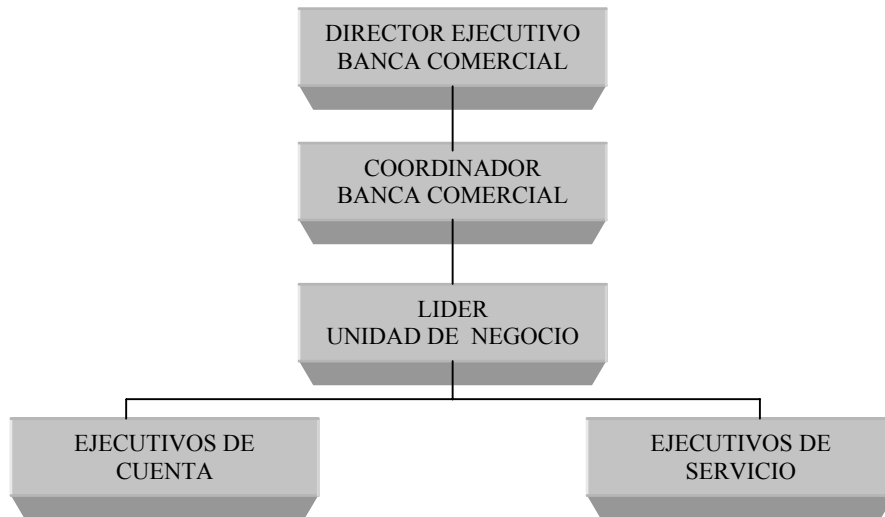 DIRECTOR EJECUTIVO
BANCA COMERCIAL
COORDINADOR
BANCA COMERCIAL
LIDER
UNIDAD DE NEGOCIO
EJECUTIVOS DE
CUENTA
EJECUTIVOS DE
SERVICIO